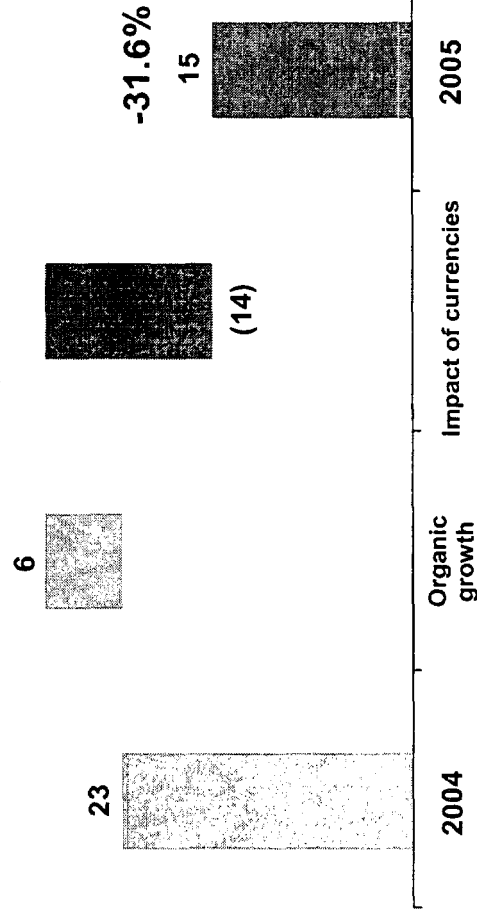 23
6
(14)
-31.6%
15
2004
Organic
growth
Impact of currencies
2005